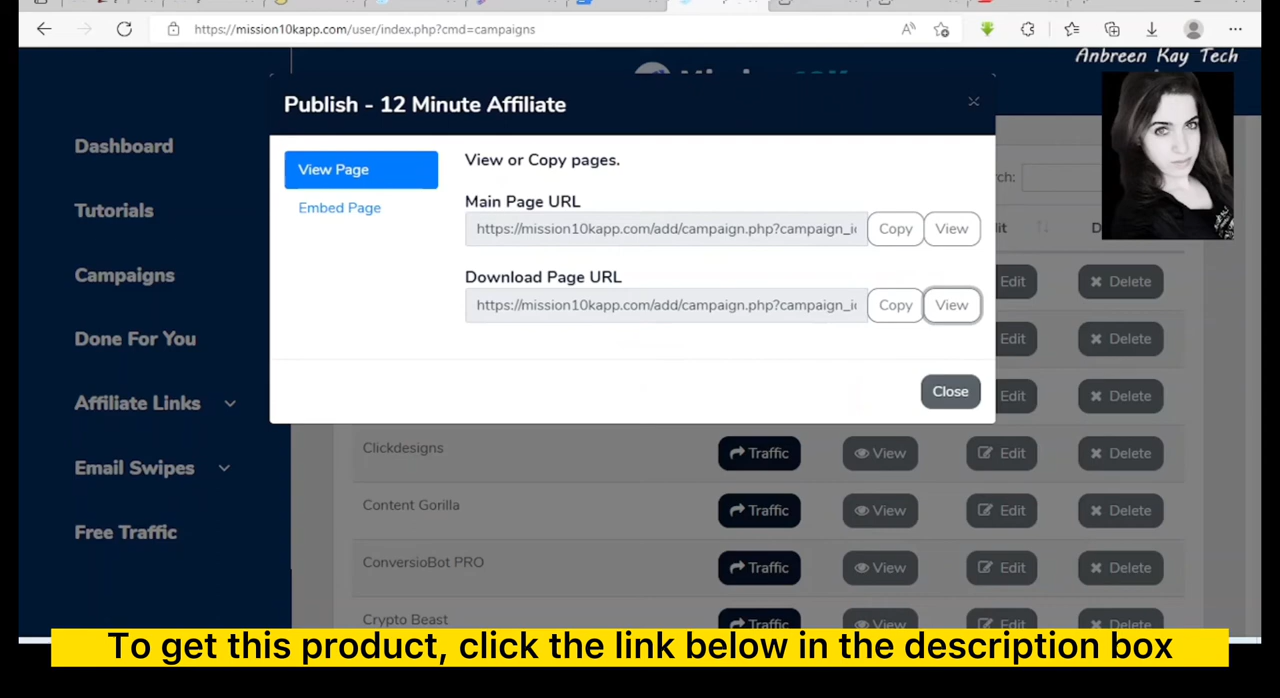 https://mission10kapp.com/user/index.php?cmd=campaigns
Anbreen Kay Tech
Publish - 12 Minute Affiliate
Dashboard
Tutorials
Campaigns
Done For You
Affiliate Links
Email Swipes
Free Traffic
View Page
Embed Page
View or Copy pages.
Main Page URL
https://mission10kapp.com/add/campaign.php?campaign_i
Copy
View
Download Page URL
https://mission10kapp.com/add/campaign.php?campaign_i
Copy
View
Close
Edit
Delete
Edit
Delete
Edit
Delete
Clickdesigns Traffic View Edit Delete
Content Gorilla Traffic View Edit Delete
ConversioBot PRO Traffic View Edit Delete
Crypto Beast Traffic View Edit Delete
To get this product, click the link below in the description box